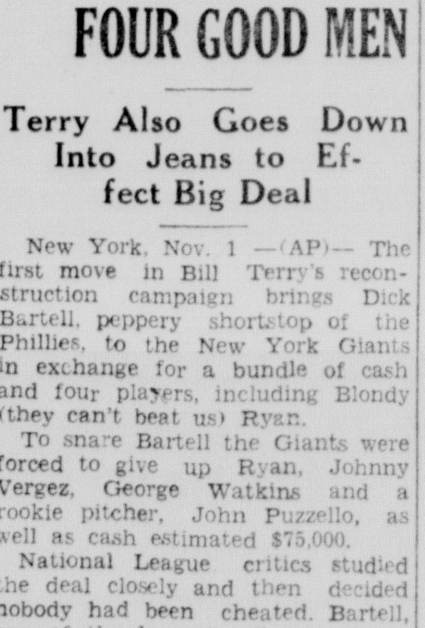 FOUR GOOD MEN
Terry Also Goes Down
Into Jeans to Ef-
fect Big Deal
New York, Nov. 1 —(AP)— The
first move in Bill Terry's recon-
struction campaign brings Dick
Bartell, peppery shortstop of the
Phillies, to the New York Giants
in exchange for a bundle of cash
and four players, including Blondy
(they can't beat us) Ryan.
To snare Bartell the Giants were
forced to give up Ryan, Johnny
Vergez, George Watkins and a
rookie pitcher, John Puzzello, as
well as cash estimated $75,000.
National League critics studied
the deal closely and then decided
nobody had been cheated. Bartell,